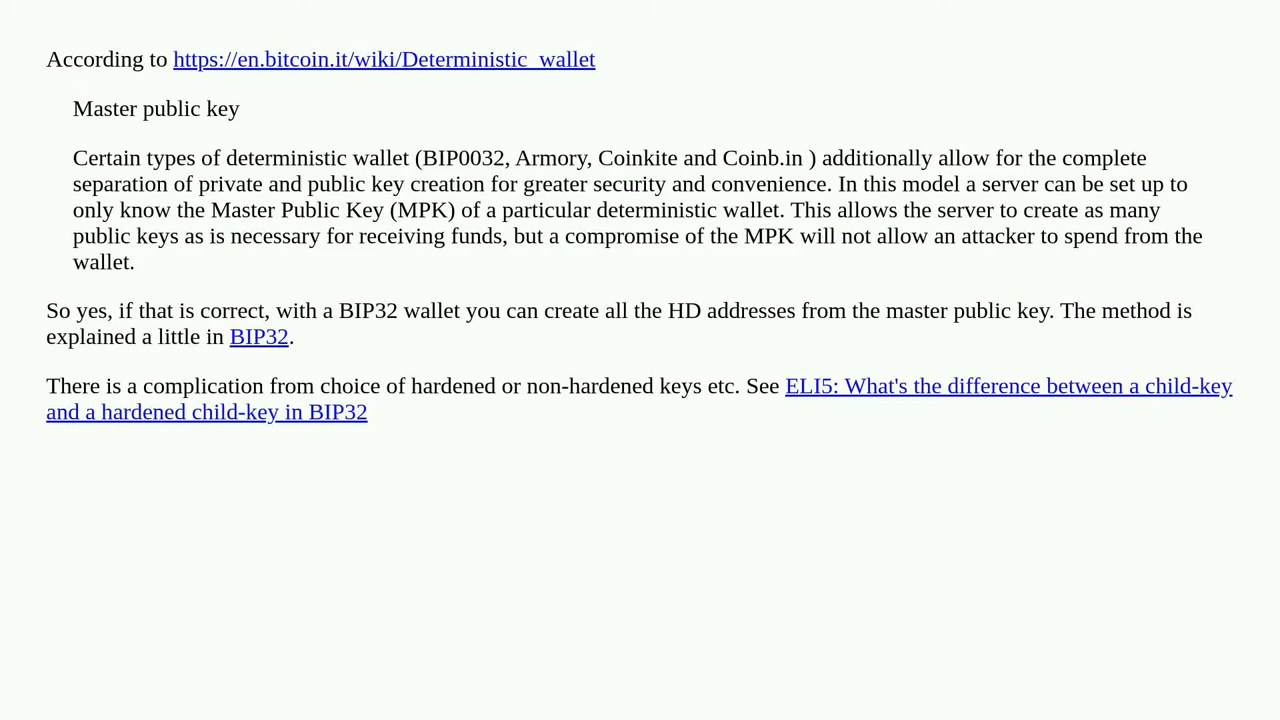 According to https://en.bitcoin.it/wiki/Deterministic_wallet
Master public key
Certain types of deterministic wallet (BIP0032, Armory, Coinkite and Coinb.in ) additionally allow for the complete
separation of private and public key creation for greater security and convenience. In this model a server can be set up to
only know the Master Public Key (MPK) of a particular deterministic wallet. This allows the server to create as many
public keys as is necessary for receiving funds, but a compromise of the MPK will not allow an attacker to spend from the
wallet.
So yes, if that is correct, with a BIP32 wallet you can create all the HD addresses from the master public key. The method is
explained a little in BIP32.
There is a complication from choice of hardened or non-hardened keys etc. See ELI5: What's the difference between a child-key
and a hardened child-key in BIP32